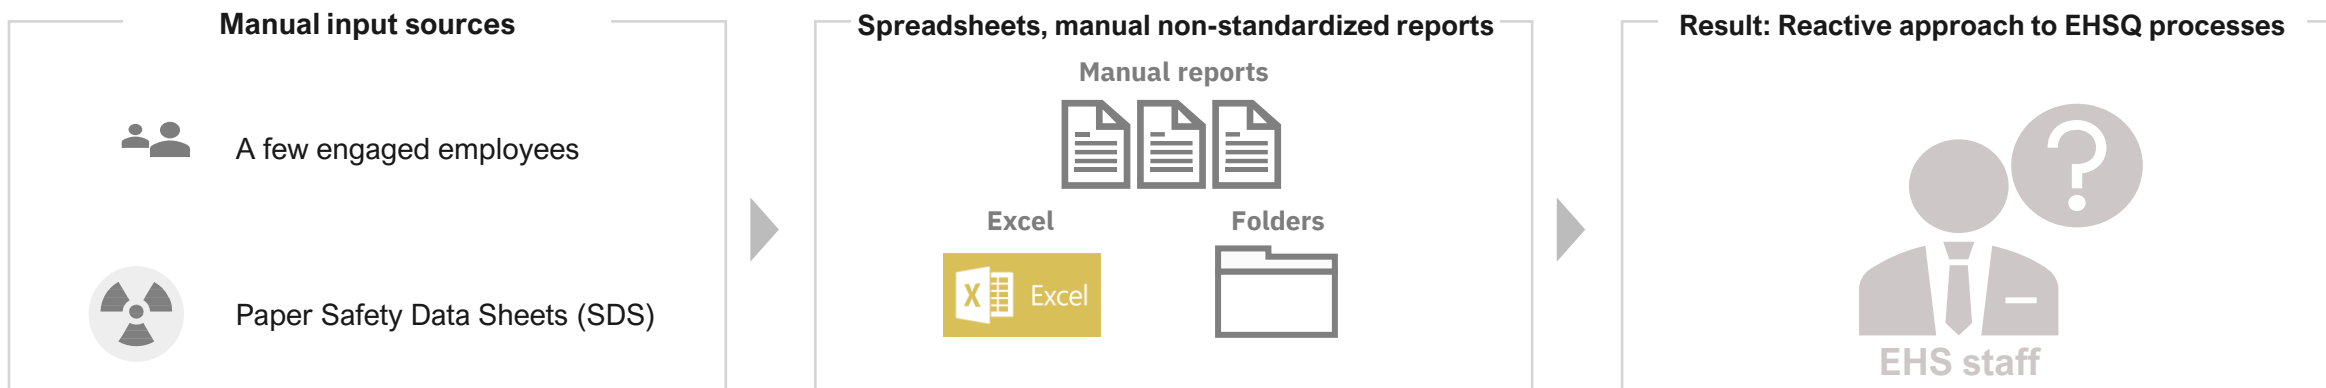 Manual input sources
A few engaged employees
Paper Safety Data Sheets (SDS)
Spreadsheets, manual non-standardized reports
Manual reports
Excel
Folders
X Excel
Result: Reactive approach to EHSQ processes
?
EHS staff